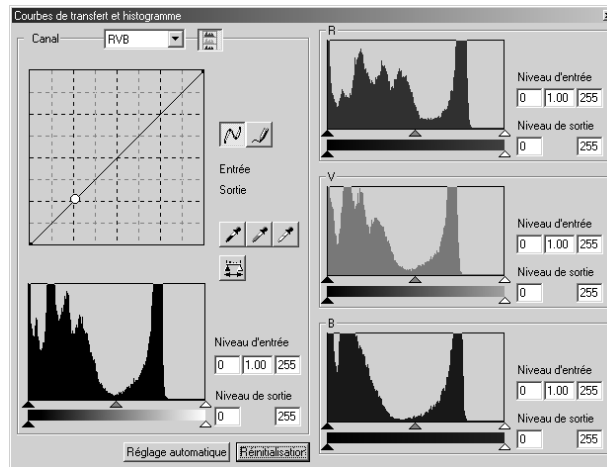 Courbes de transfert et histogramme
Canal
RVB
Entrée
Sortie
Niveau d'entrée
0 1.00 255
Niveau de sortie
0 255
Réglage automatique
Réinitialisation
R
Niveau d'entrée
0 1.00 255
Niveau de sortie
0 255
V
Niveau d'entrée
0 1.00 255
Niveau de sortie
0 255
B
Niveau d'entrée
0 1.00 255
Niveau de sortie
0 255